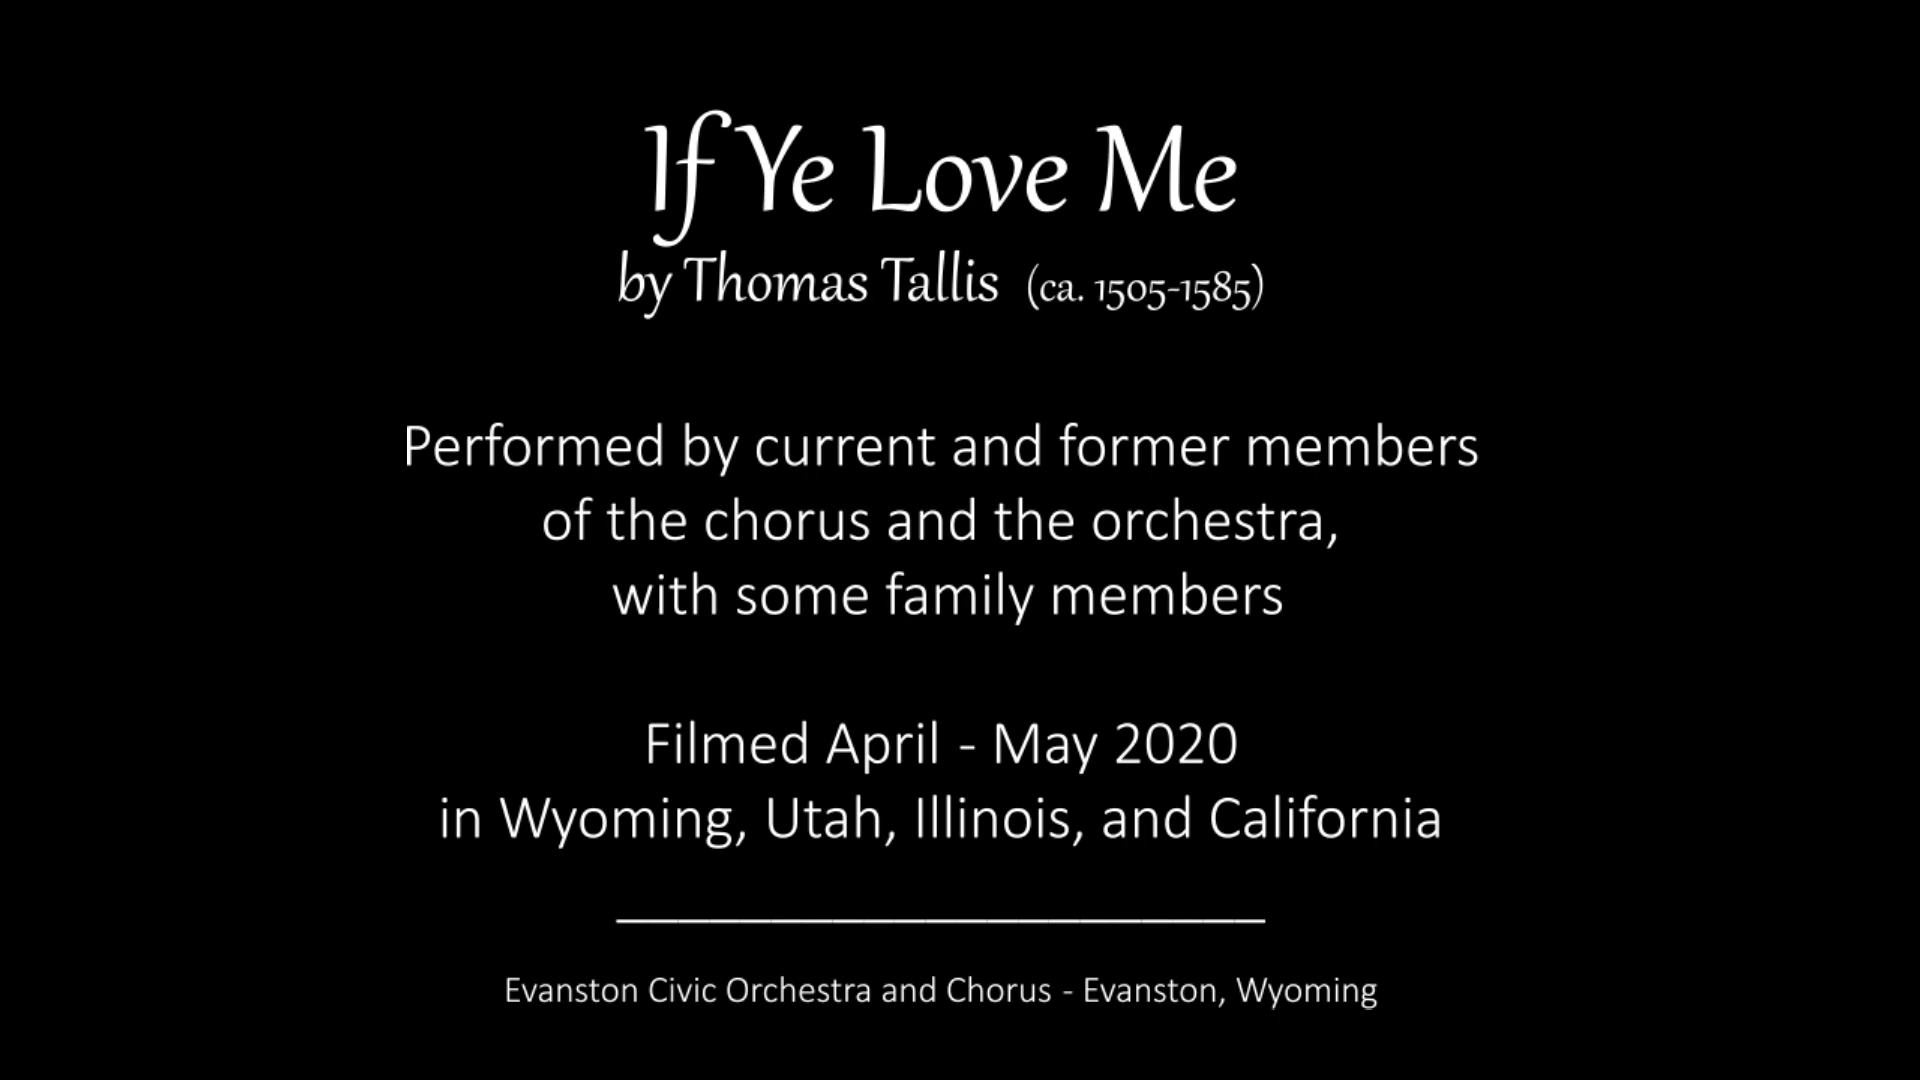 If Ye Love Me
by Thomas Tallis (ca. 1505-1585)
Performed by current and former members
of the chorus and the orchestra,
with some family members
Filmed April - May 2020
in Wyoming, Utah, Illinois, and California
Evanston Civic Orchestra and Chorus - Evanston, Wyoming